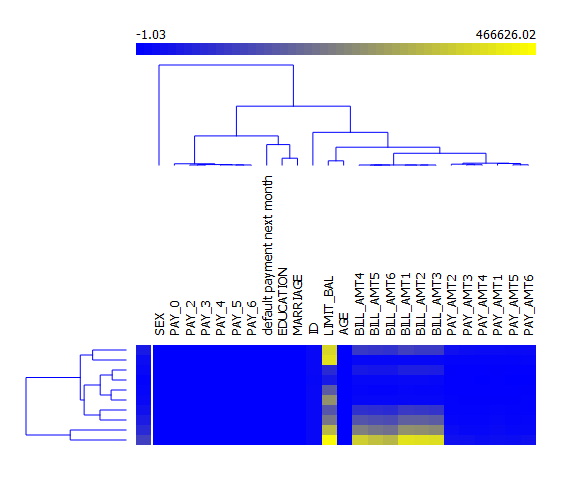 -1.03
466626.02
SEX
PAY_0
PAY_2
PAY_3
PAY_4
PAY_5
PAY_6
default payment next month
EDUCATION
MARRIAGE
ID
LIMIT_BAL
AGE
BILL_AMT4
BILL_AMT5
BILL_AMT6
BILL_AMT1
BILL_AMT2
BILL_AMT3
PAY_AMT2
PAY_AMT3
PAY_AMT4
PAY_AMT1
PAY_AMT5
PAY_AMT6